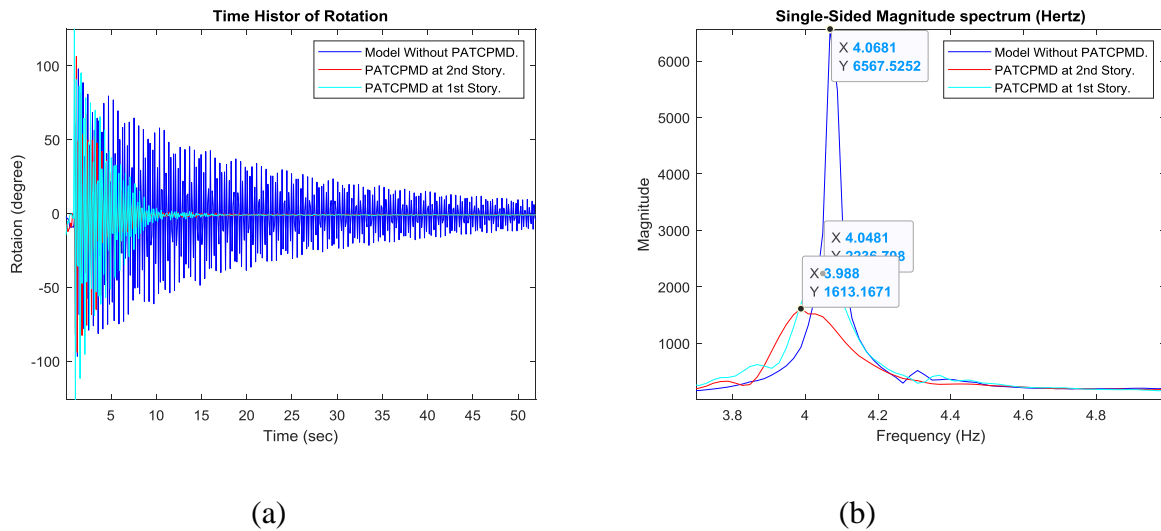 Time Histor of Rotation
Model Without PATCPMD.
PATCPMD at 2nd Story.
PATCPMD at 1st Story.
100
50
0
-50
-100
Rotaion (degree)
5
10
15
20
25
30
35
40
45
50
Time (sec)
(a)
Single-Sided Magnitude spectrum (Hertz)
X 4.0681
Y 6567.5252
Model Without PATCPMD.
PATCPMD at 2nd Story.
PATCPMD at 1st Story.
X 4.0481
Y 2236.798
X 3.988
Y 1613.1671
6000
5000
4000
3000
2000
1000
Magnitude
3.8
4
4.2
4.4
4.6
4.8
Frequency (Hz)
(b)